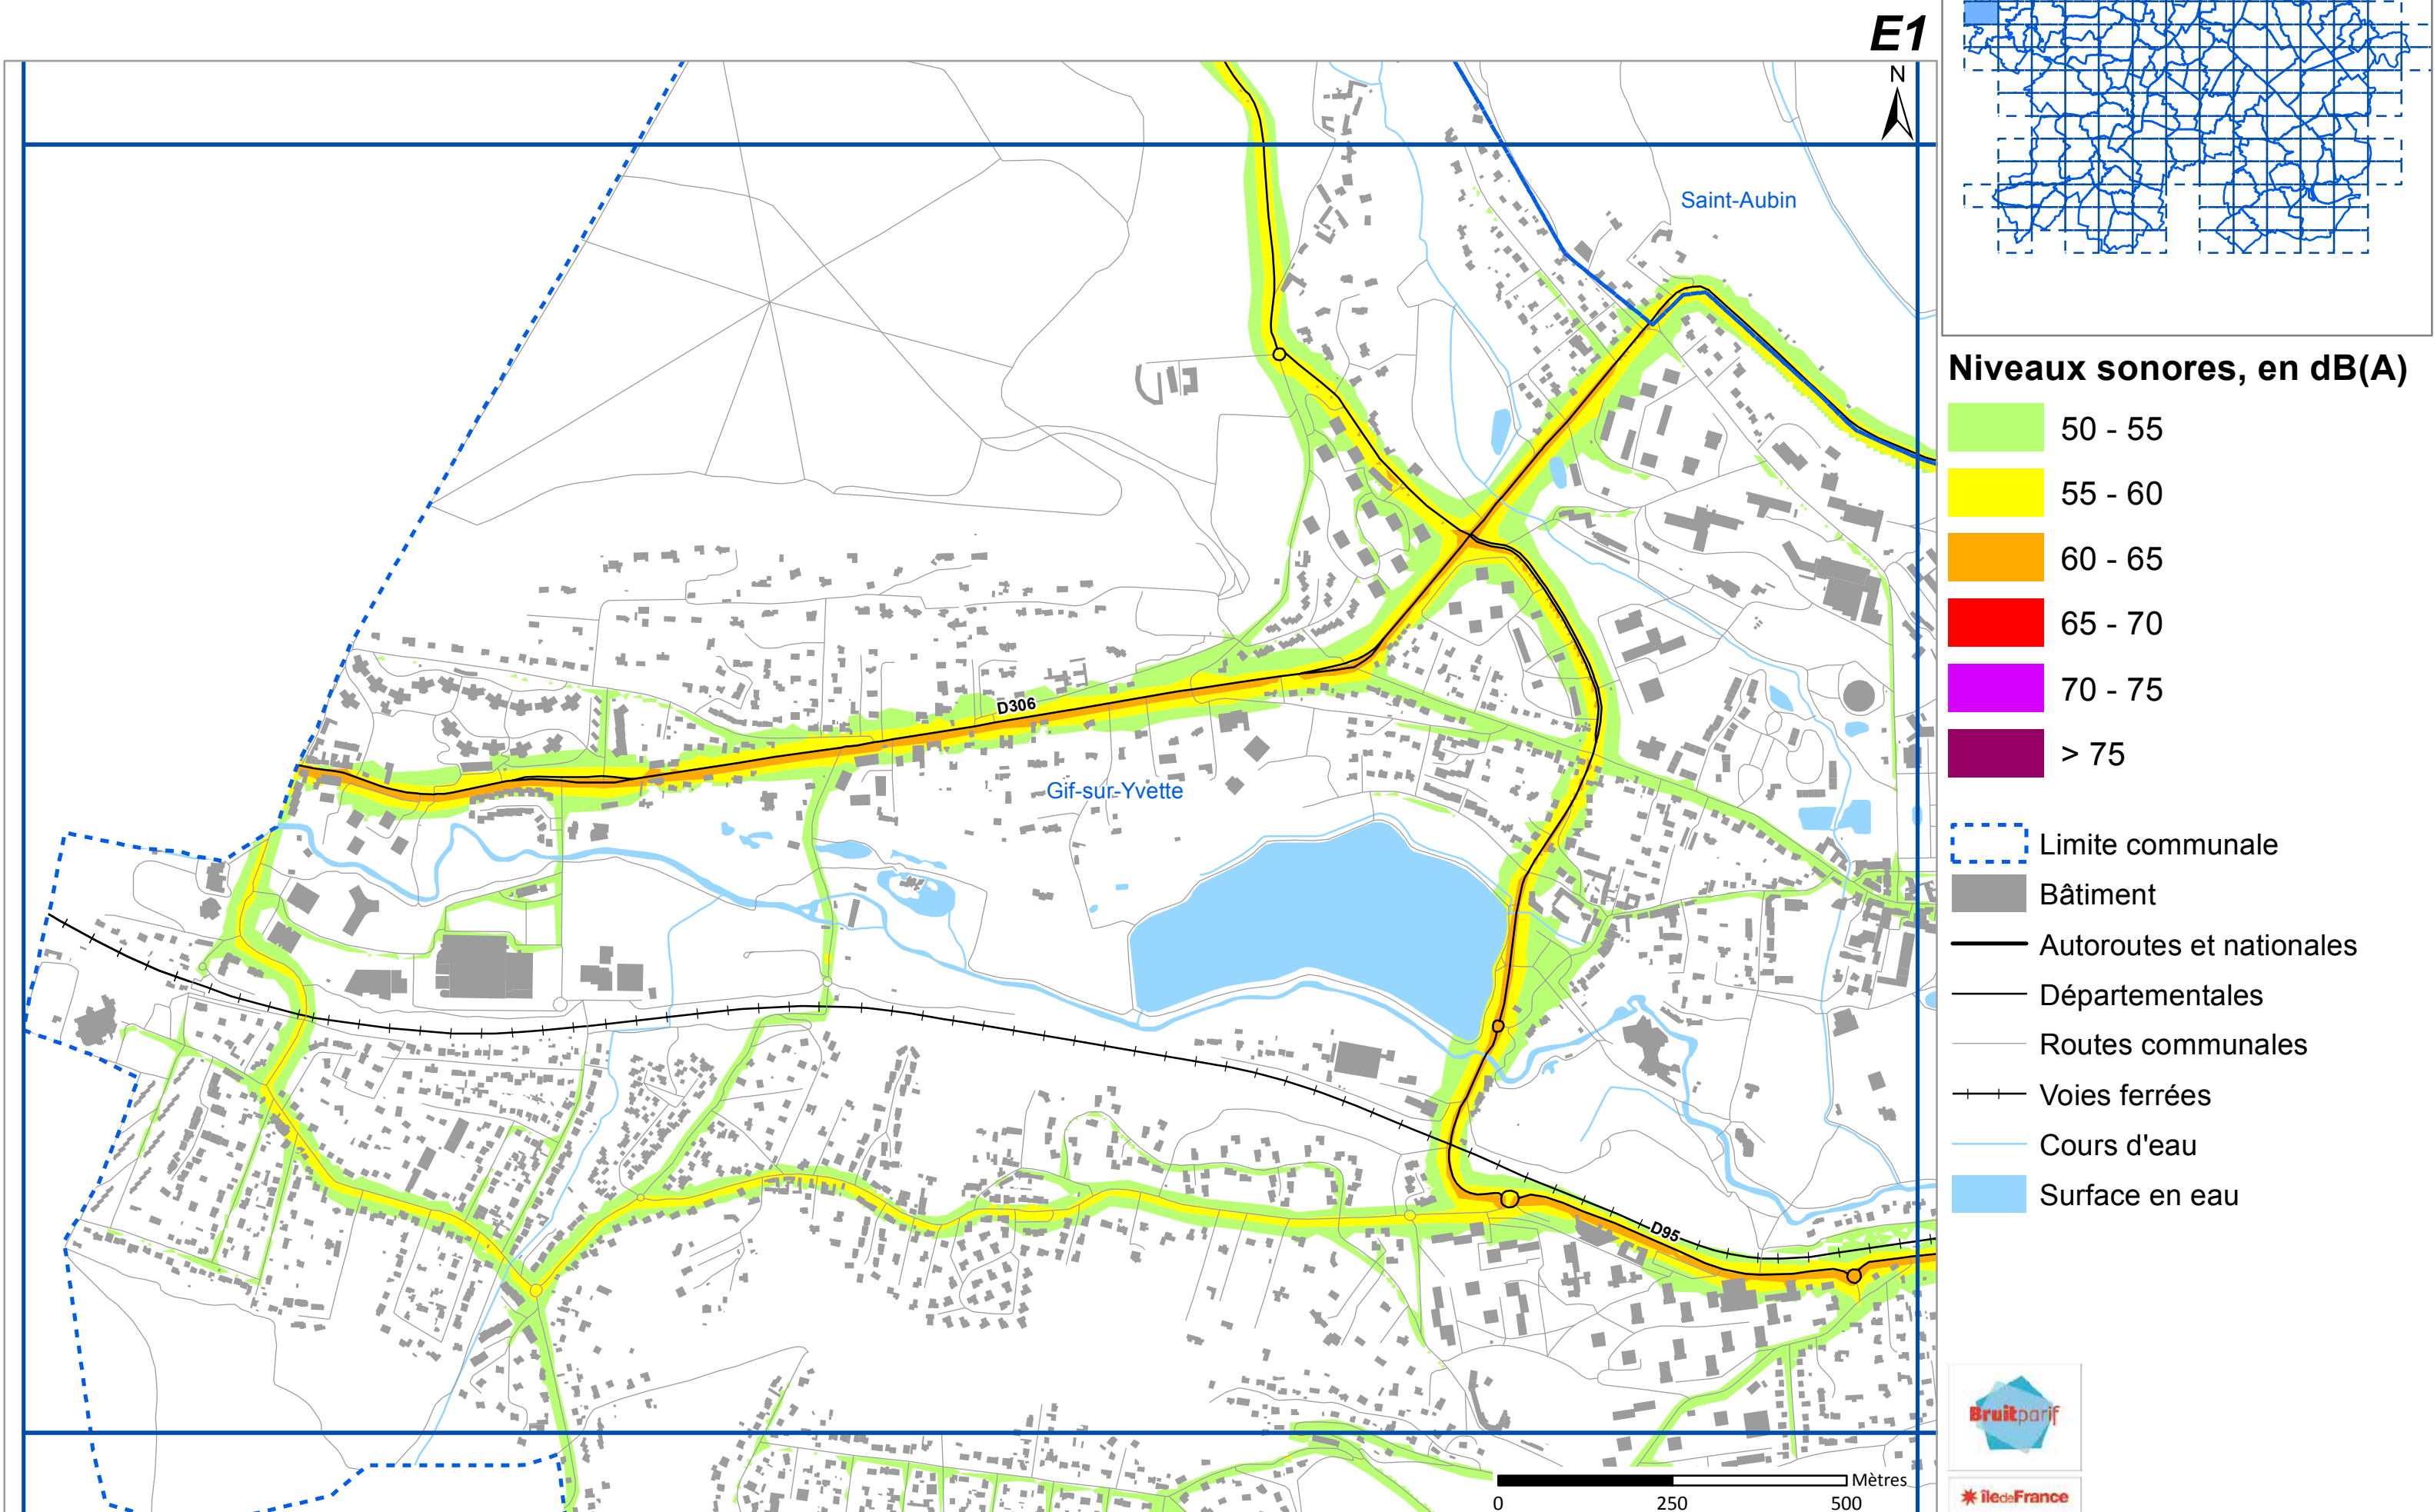 E1
N
Saint-Aubin
D306
Gif-sur-Yvette
D95
Mètres
0 250 500
Niveaux sonores, en dB(A)
50 - 55
55 - 60
60 - 65
65 - 70
70 - 75
> 75
Limite communale
Bâtiment
Autoroutes et nationales
Départementales
Routes communales
Voies ferrées
Cours d'eau
Surface en eau
Bruitparif
îledeFrance